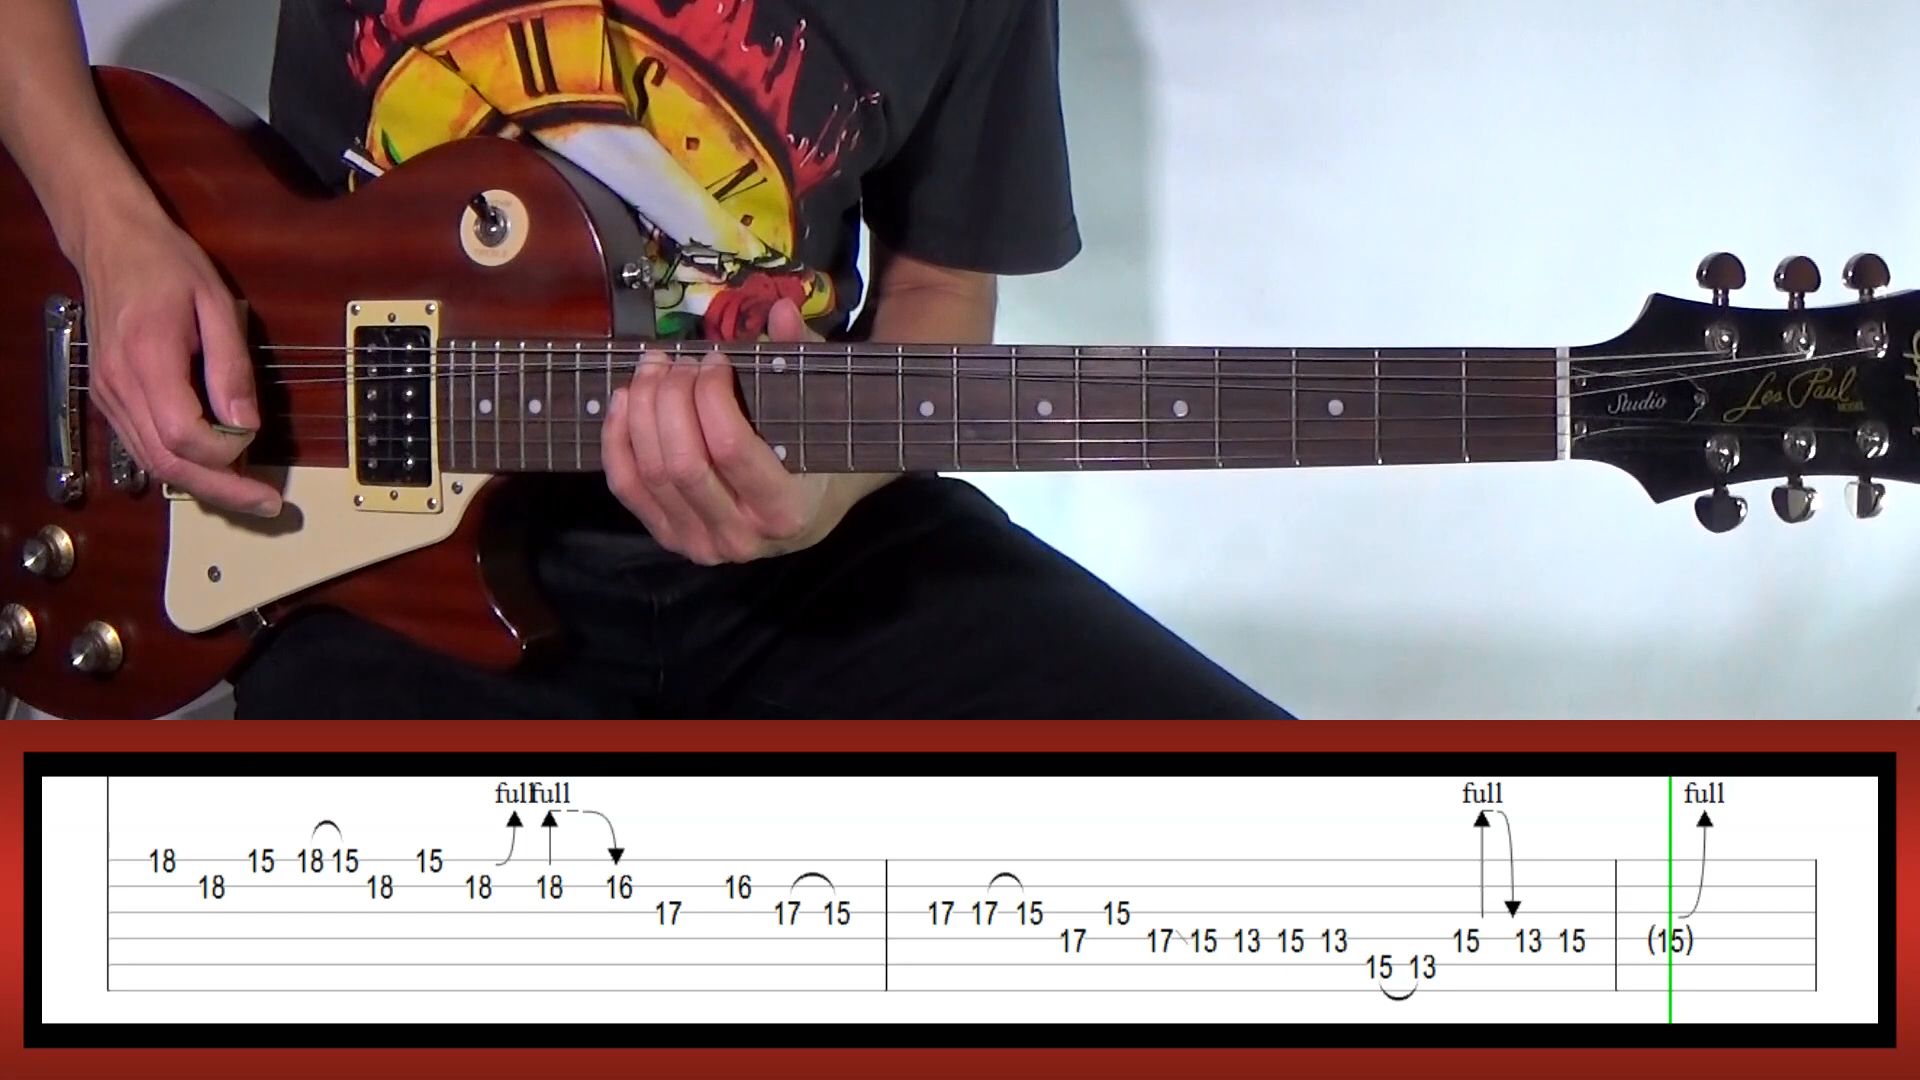 U S
N
Studio
Les Paul
MODEL
full full full full
18 15 18 15 15
18 18 18 18 16 16
17 17 15 17 17 15 15
17 17 15 13 15 13 15 13 15 (15)
15 13